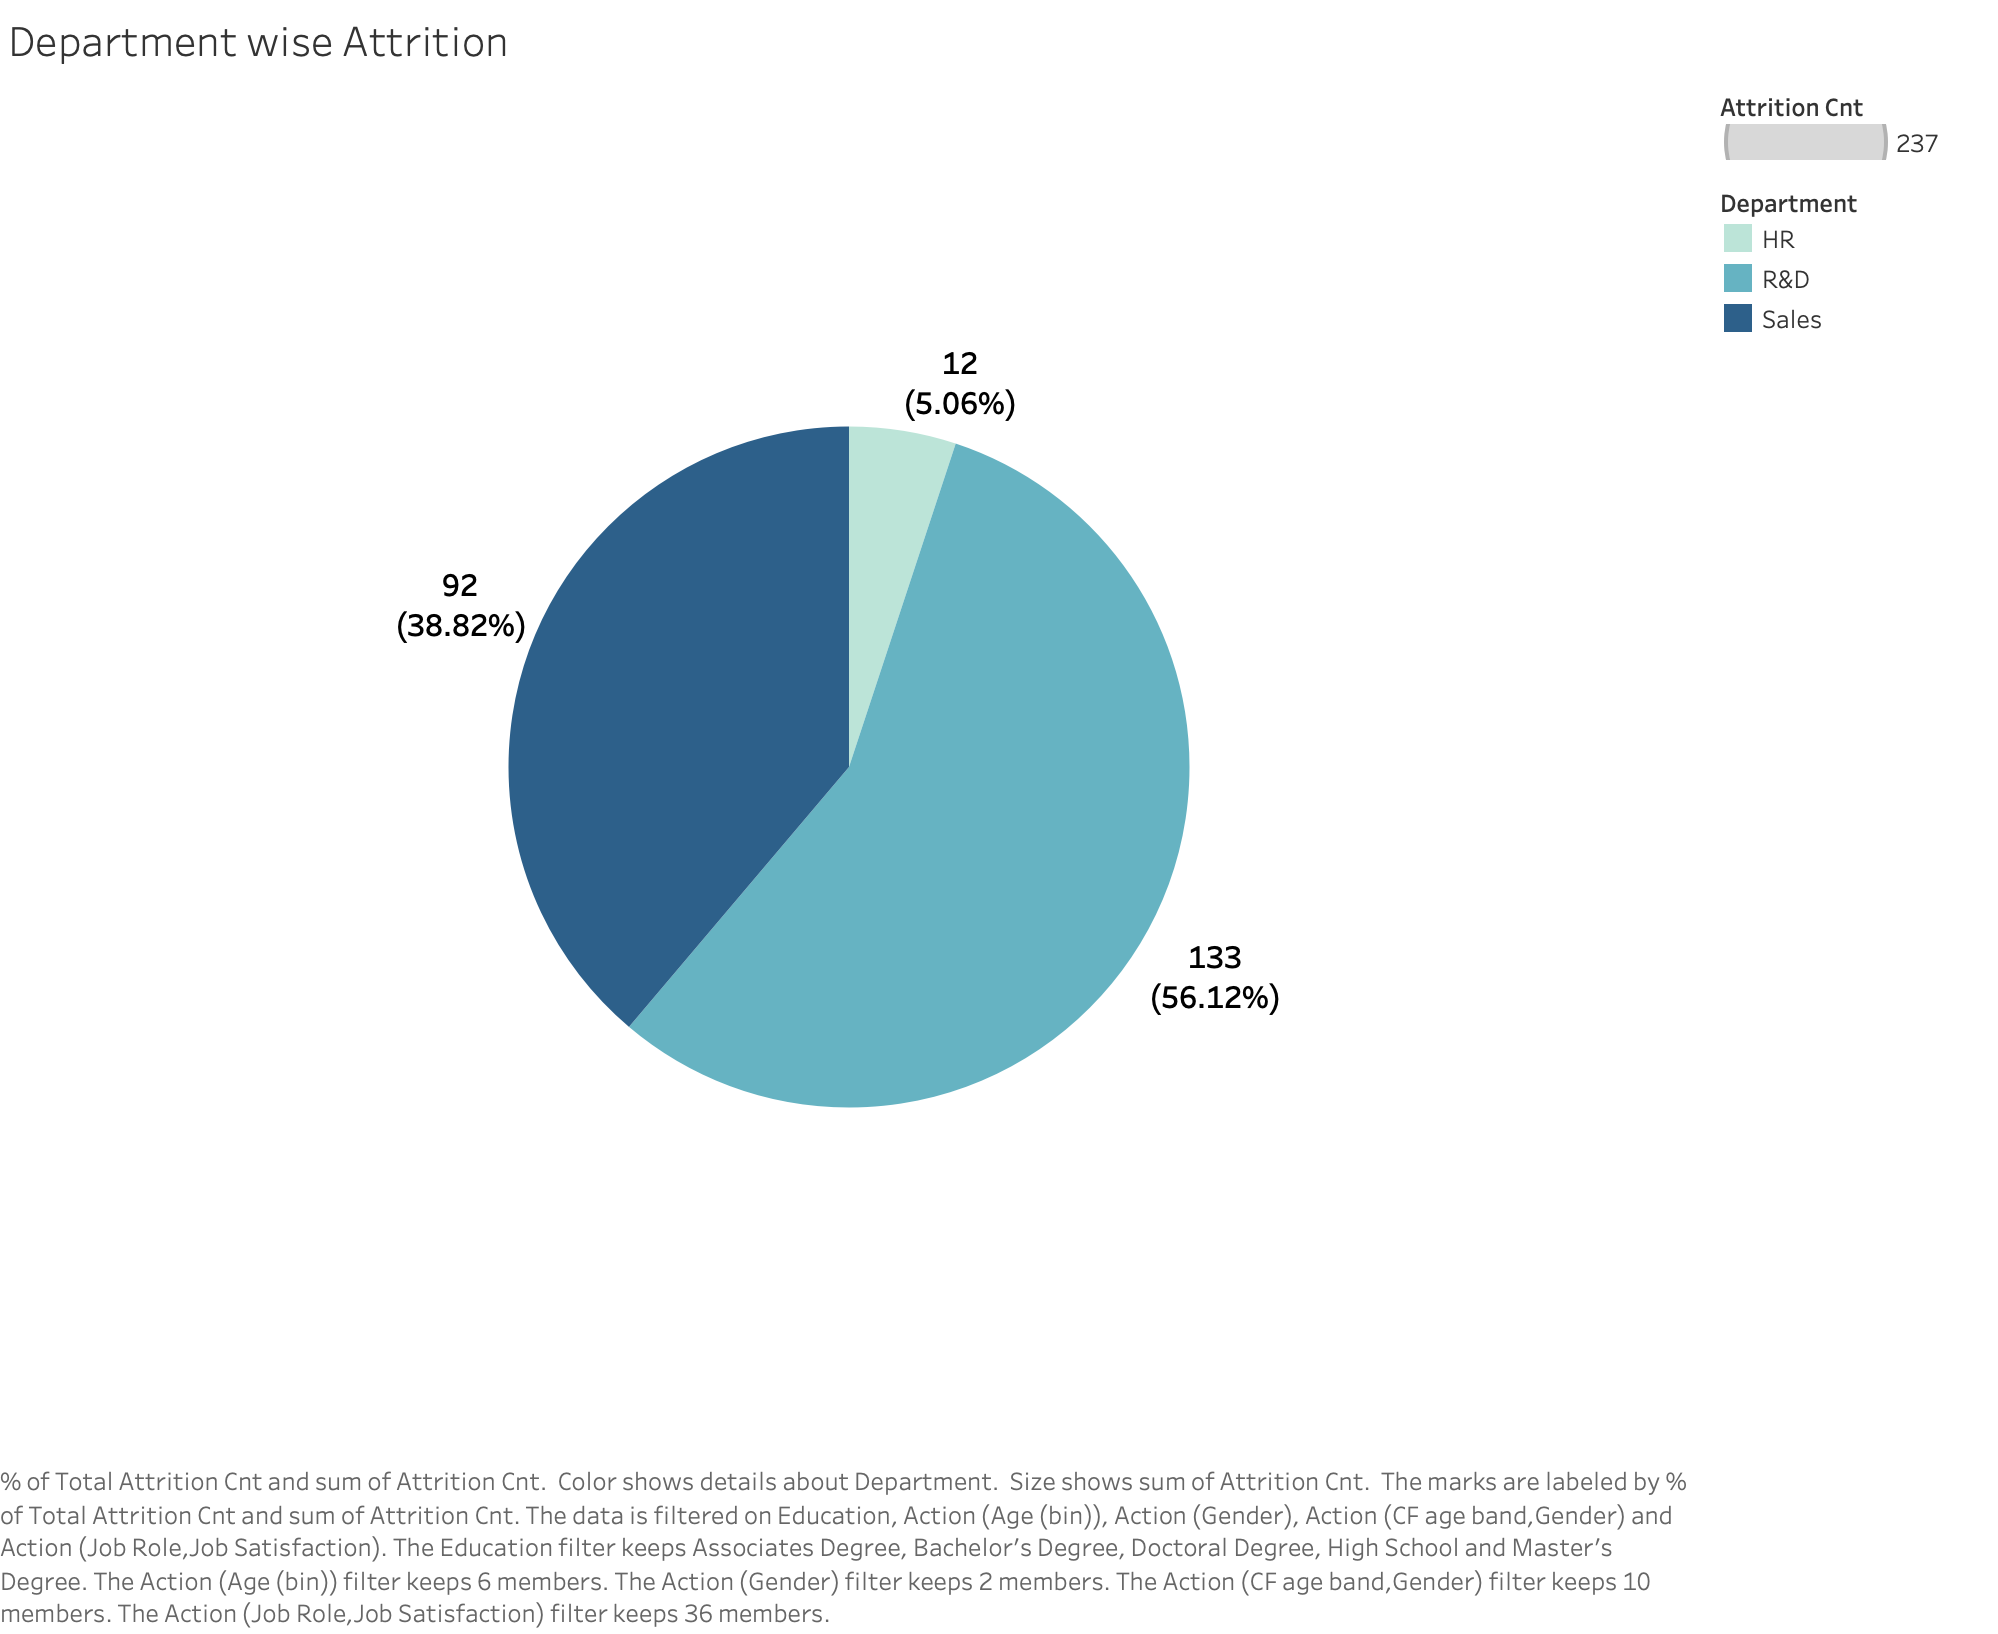 Department wise Attrition
Attrition Cnt
237
Department
HR
R&D
Sales
12
(5.06%)
92
(38.82%)
133
(56.12%)
% of Total Attrition Cnt and sum of Attrition Cnt.  Color shows details about Department.  Size shows sum of Attrition Cnt.  The marks are labeled by %
of Total Attrition Cnt and sum of Attrition Cnt. The data is filtered on Education, Action (Age (bin)), Action (Gender), Action (CF age band,Gender) and
Action (Job Role,Job Satisfaction). The Education filter keeps Associates Degree, Bachelor’s Degree, Doctoral Degree, High School and Master’s
Degree. The Action (Age (bin)) filter keeps 6 members. The Action (Gender) filter keeps 2 members. The Action (CF age band,Gender) filter keeps 10
members. The Action (Job Role,Job Satisfaction) filter keeps 36 members.